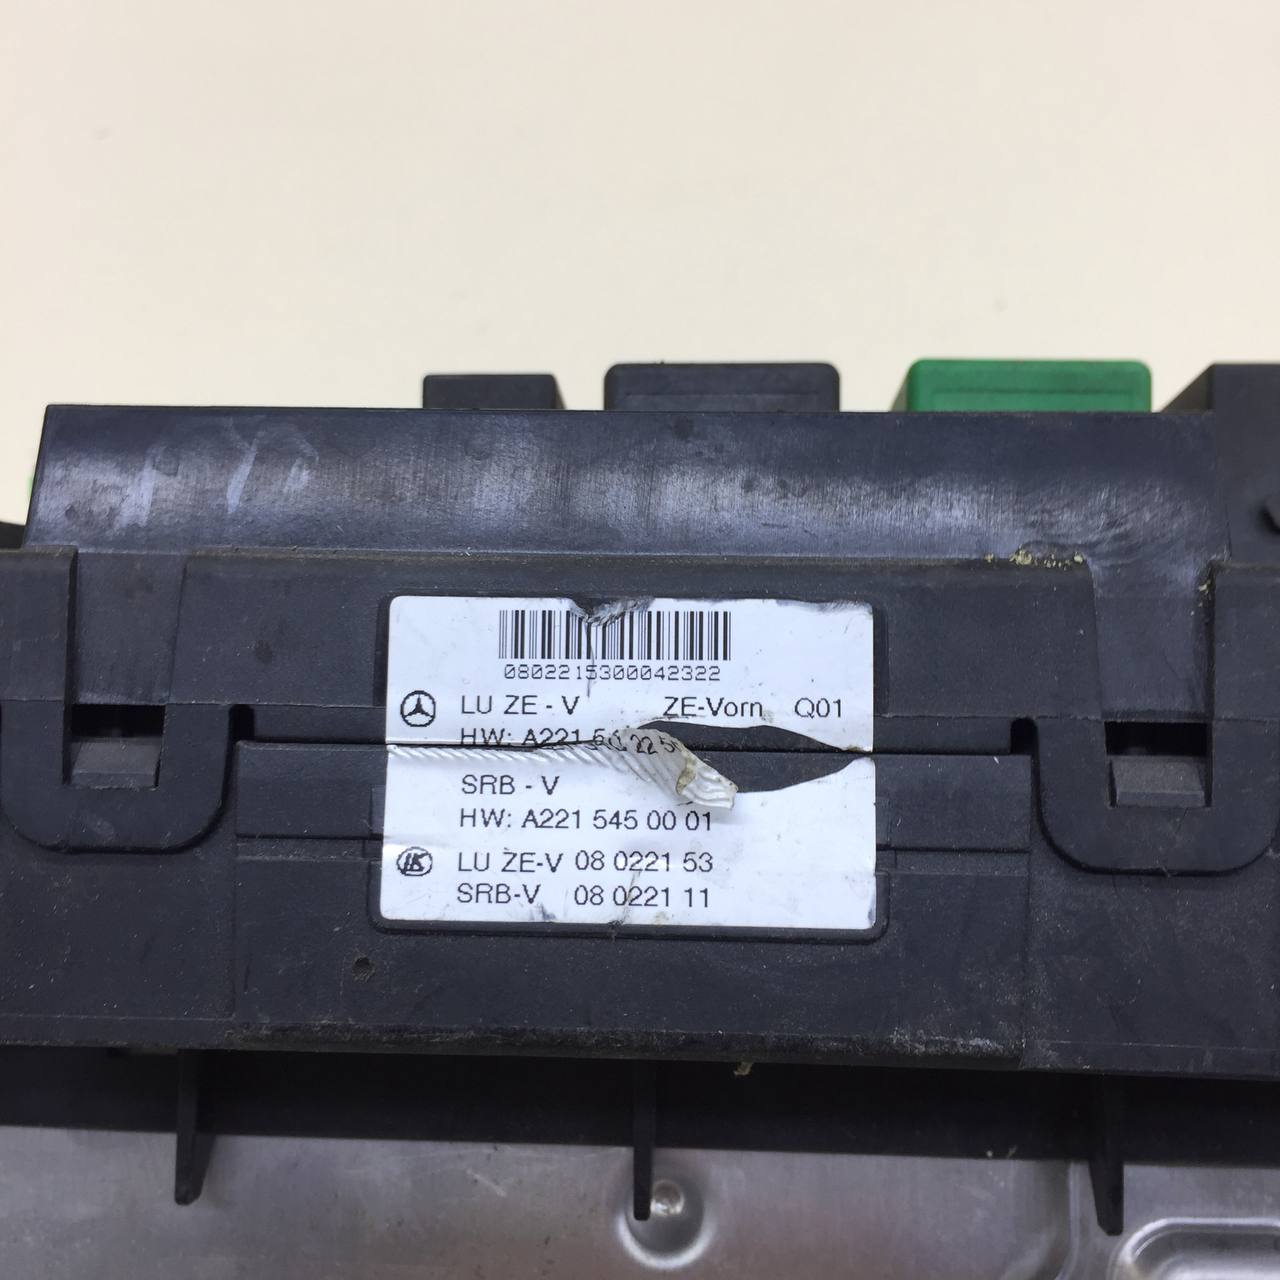 0802215300042322
LU ZE - V ZE-Vorn Q01
HW: A221
SRB - V
HW: A221 545 00 01
LK LU ZE-V 08 0221 53
SRB-V 08 0221 11